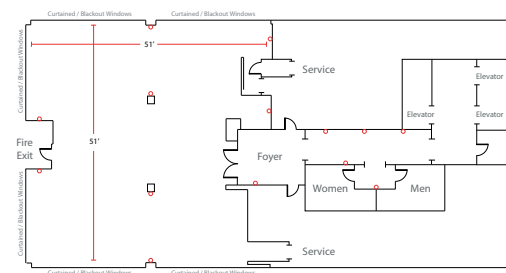 Curtained / Blackout Windows
Curtained / Blackout Windows
Curtained / Blackout Windows
51'
Service
Elevator
Elevator
Elevator
Fire
Exit
51'
Foyer
Women
Men
Curtained / Blackout Windows
Service
Curtained / Blackout Windows
Curtained / Blackout Windows